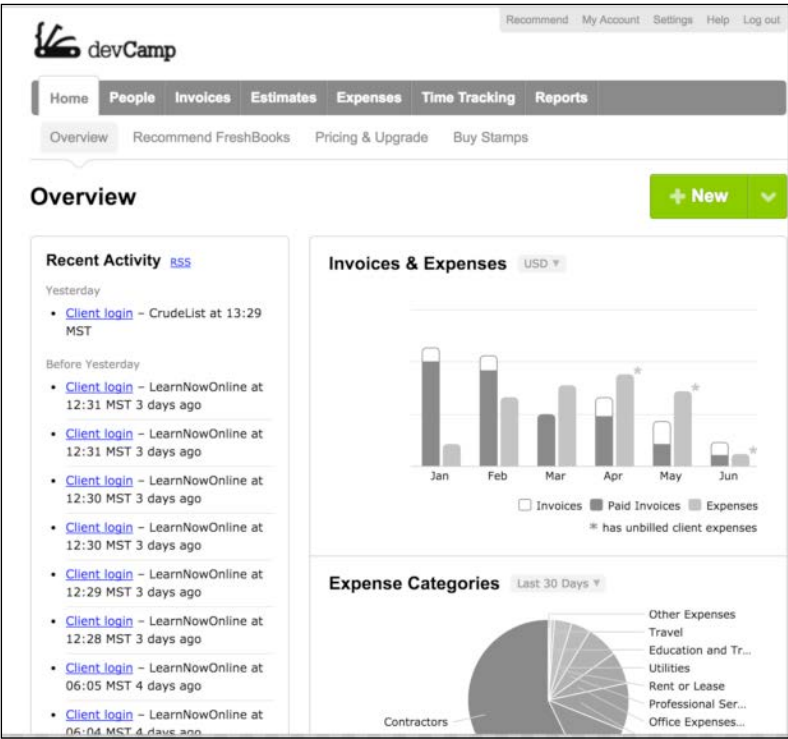 Recommend My Account Settings Help Log out
devCamp
Home People Invoices Estimates Expenses Time Tracking Reports
Overview Recommend FreshBooks Pricing & Upgrade Buy Stamps
Overview
+ New
Recent Activity RSS
Yesterday
• Client login – CrudeList at 13:29
MST
Before Yesterday
• Client login – LearnNowOnline at
12:31 MST 3 days ago
• Client login – LearnNowOnline at
12:31 MST 3 days ago
• Client login – LearnNowOnline at
12:30 MST 3 days ago
• Client login – LearnNowOnline at
12:30 MST 3 days ago
• Client login – LearnNowOnline at
12:29 MST 3 days ago
• Client login – LearnNowOnline at
12:28 MST 3 days ago
• Client login – LearnNowOnline at
06:05 MST 4 days ago
• Client login – LearnNowOnline at
06:04 MST 4 days ago
Invoices & Expenses USD ▼
* * *
Jan Feb Mar Apr May Jun
Invoices Paid Invoices Expenses
* has unbilled client expenses
Expense Categories Last 30 Days ▼
Other Expenses
Travel
Education and Tr...
Utilities
Rent or Lease
Professional Ser...
Office Expenses...
Contractors